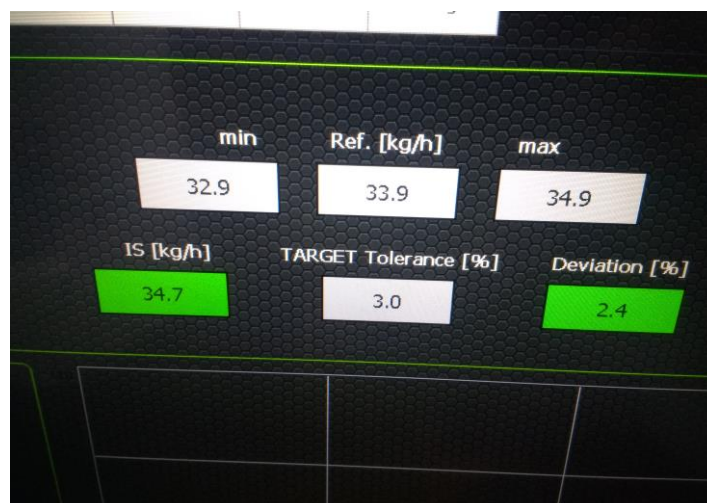 min Ref. [kg/h] max
32.9 33.9 34.9
IS [kg/h] TARGET Tolerance [%] Deviation [%]
34.7 3.0 2.4